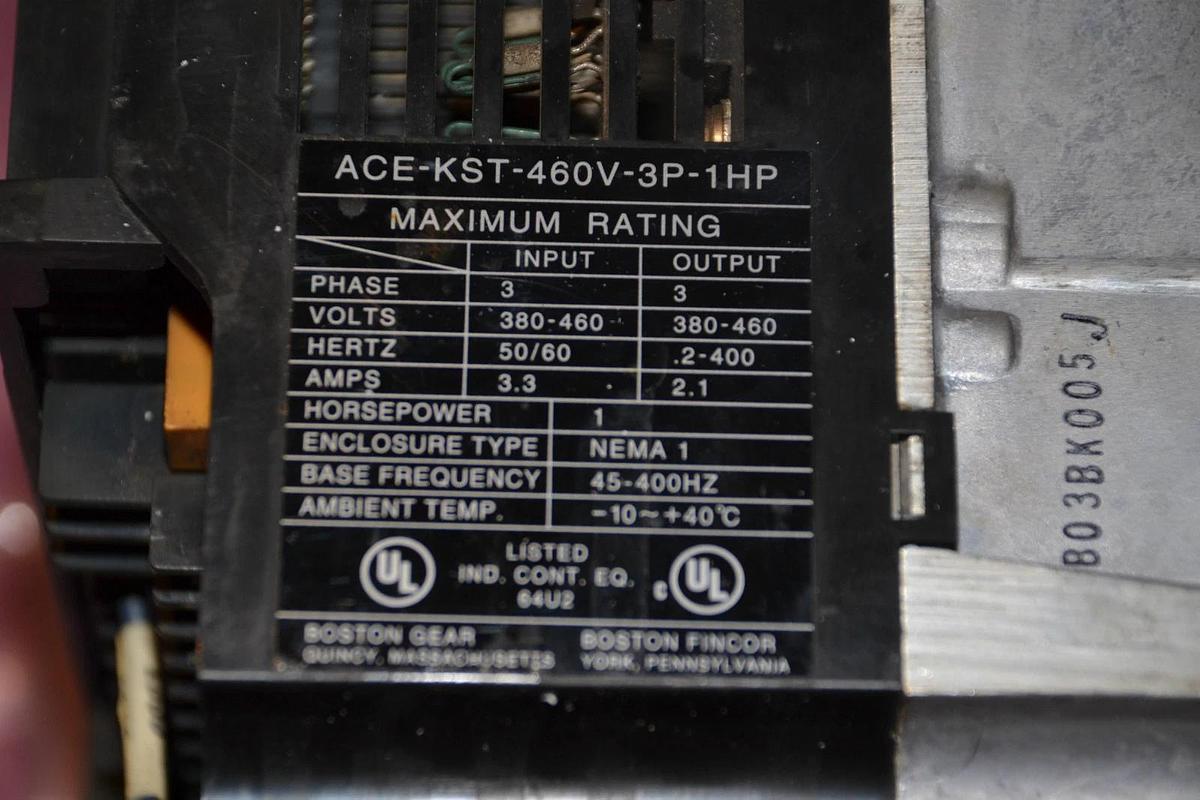 ACE-KST-460V-3P-1HP
MAXIMUM RATING
INPUT OUTPUT
PHASE 3 3
VOLTS 380-460 380-460
HERTZ 50/60 .2-400
AMPS 3.3 2.1
HORSEPOWER 1
ENCLOSURE TYPE NEMA 1
BASE FREQUENCY 45-400HZ
AMBIENT TEMP. -10~+40°C
UL LISTED c UL
IND. CONT. EQ.
64U2
BOSTON GEAR BOSTON FINCOR
QUINCY, MASSACHUSETTS YORK, PENNSYLVANIA
B03BK005J